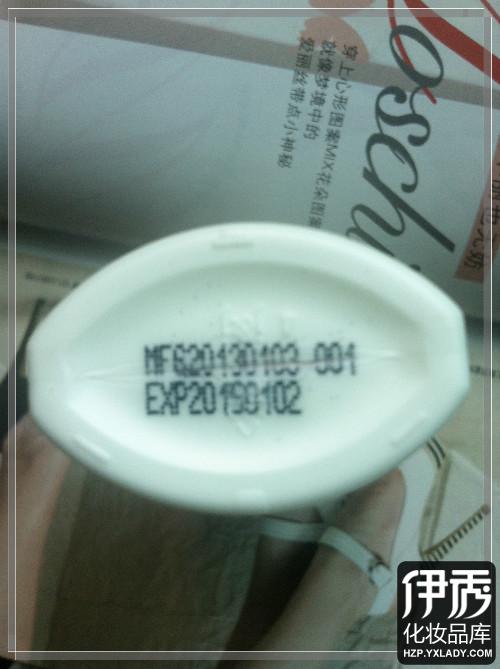 穿上心形图案MIX花朵图案
就像梦境中的
爱丽丝带点小神秘
oschi
MFG20130103 001
EXP20160102
伊秀
化妆品库
HZP.YXLADY.COM